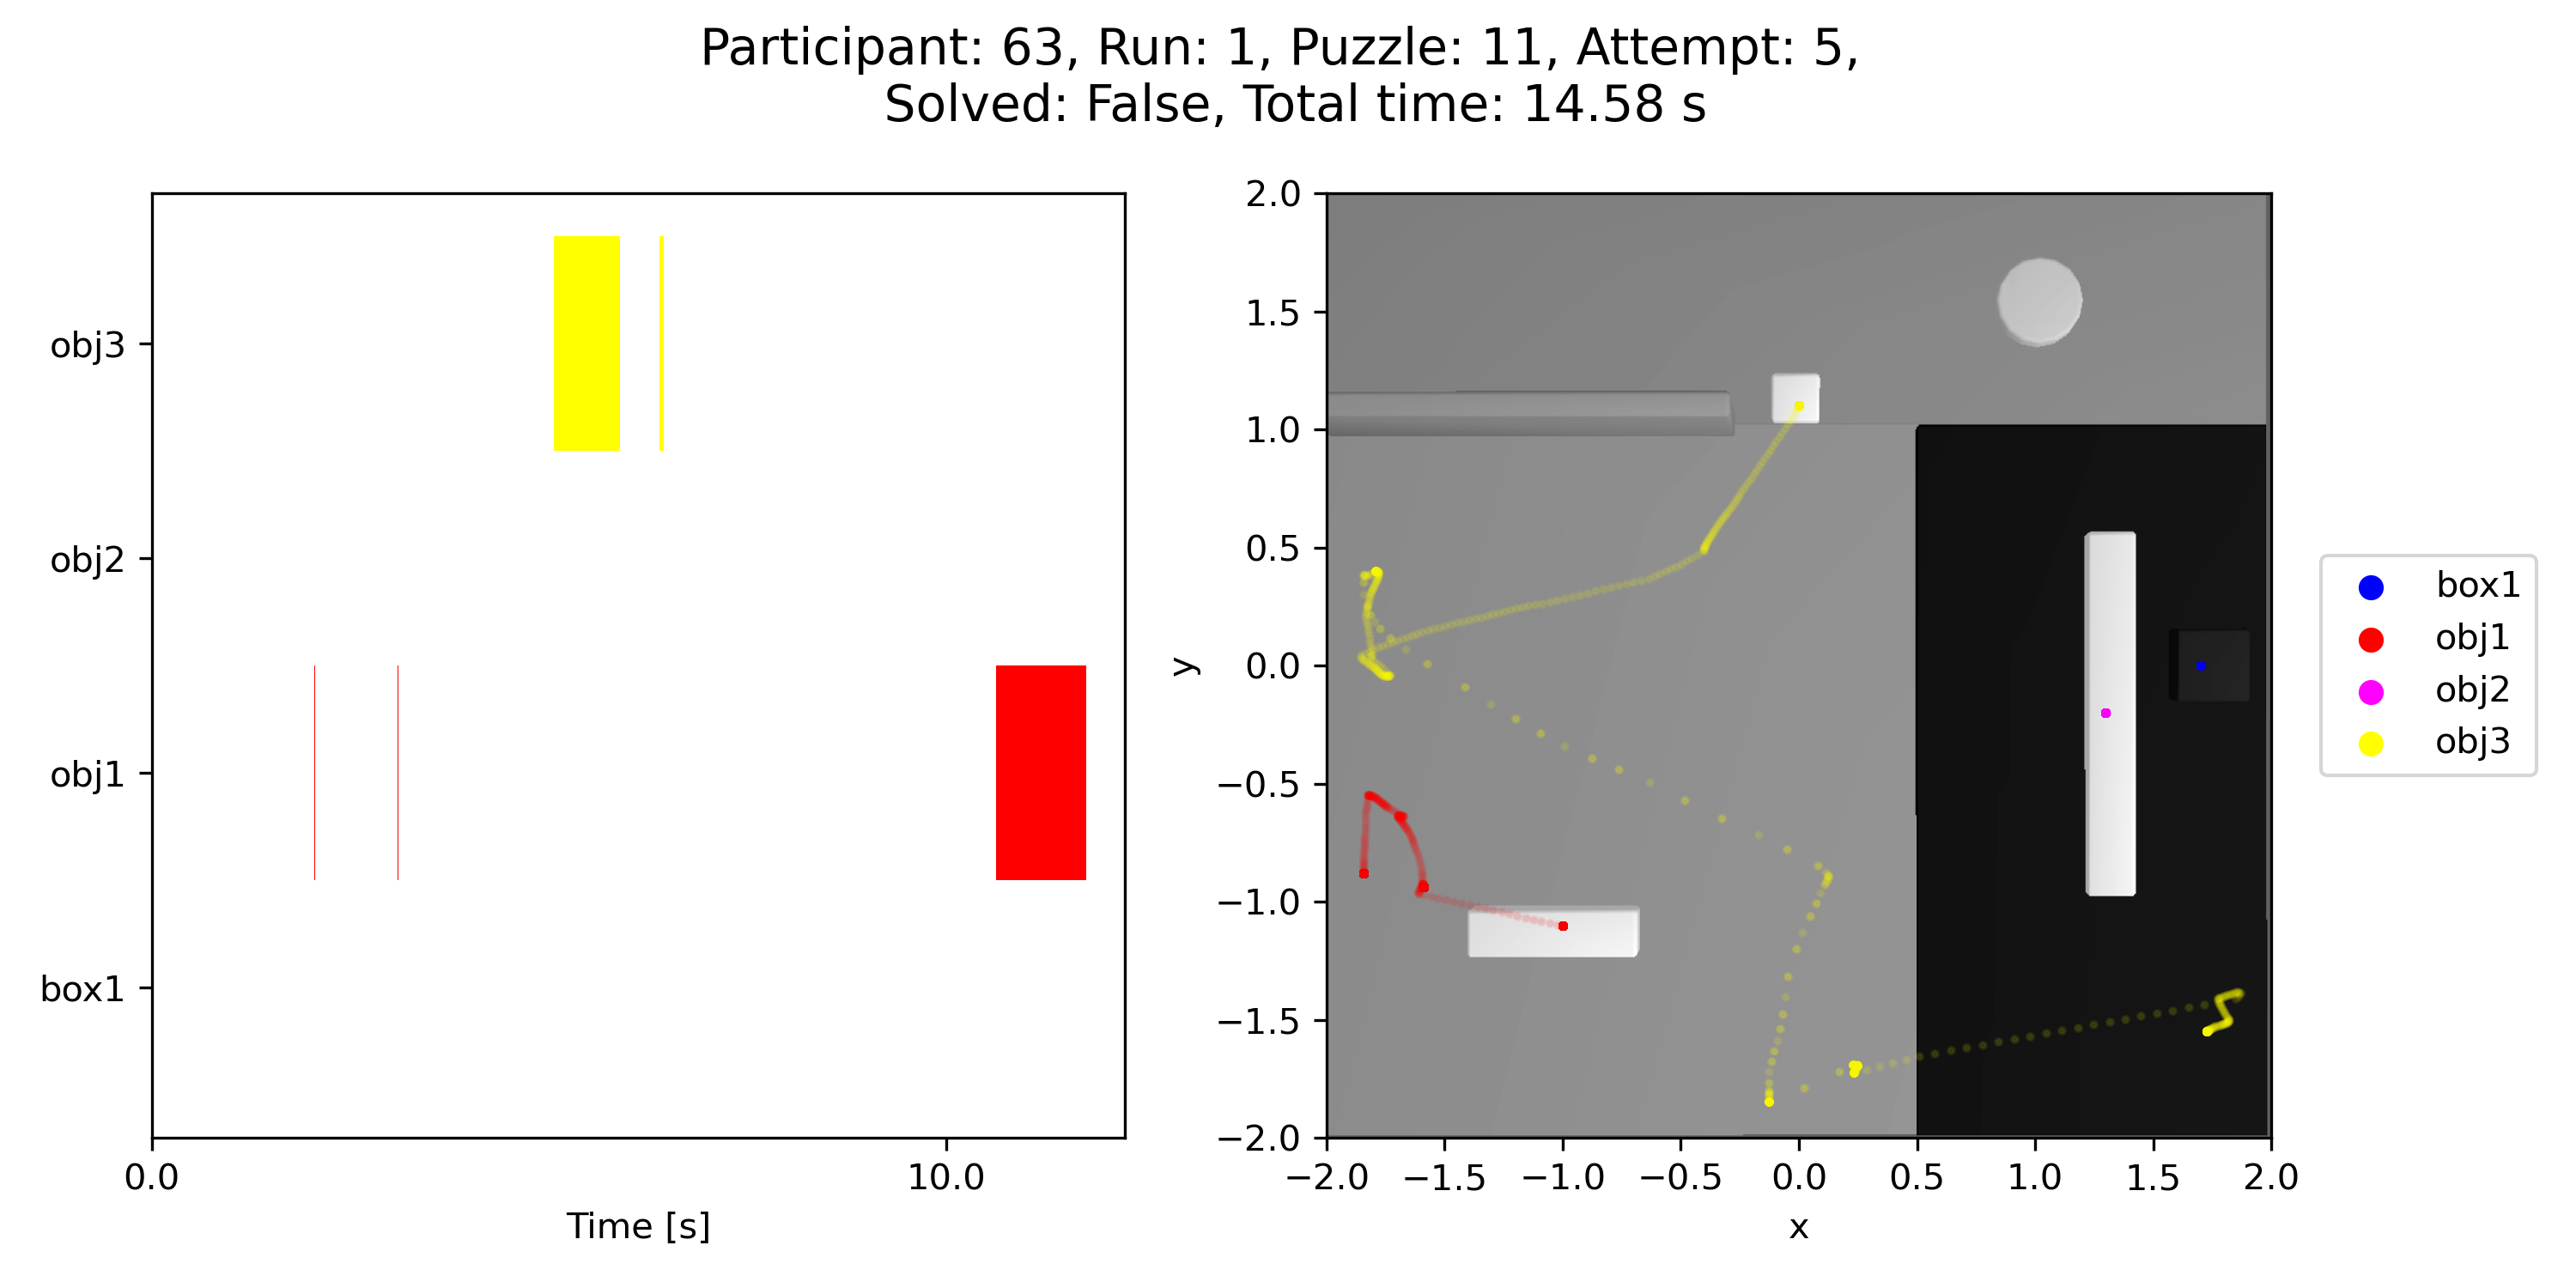 Participant: 63, Run: 1, Puzzle: 11, Attempt: 5,
Solved: False, Total time: 14.58 s
obj3
obj2
obj1
box1
0.0
10.0
Time [s]
2.0
1.5
1.0
0.5
0.0
−0.5
−1.0
−1.5
−2.0
y
−2.0
−1.5
−1.0
−0.5
0.0
0.5
1.0
1.5
2.0
x
box1
obj1
obj2
obj3